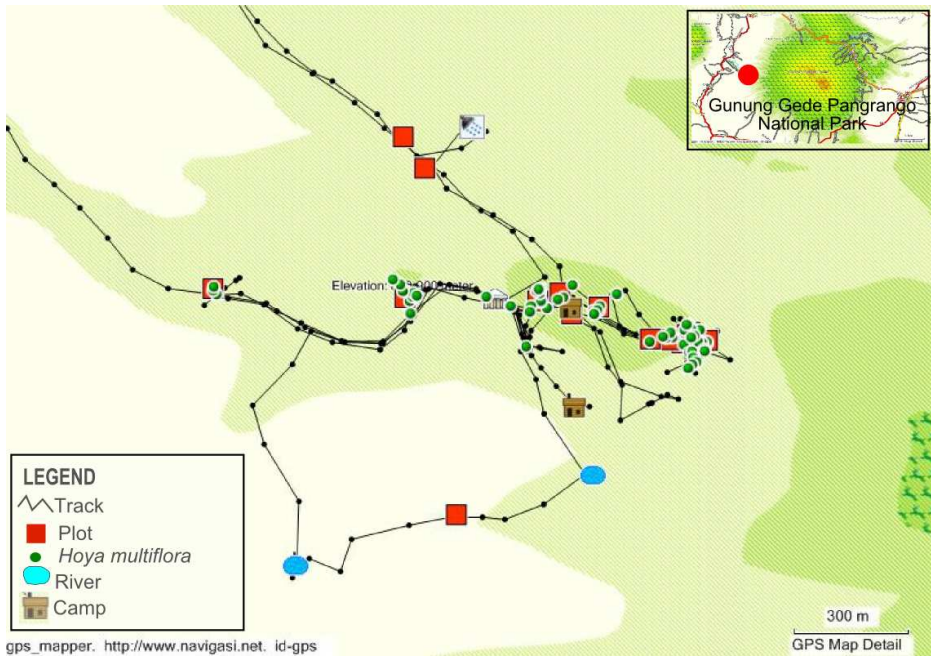 Gunung Gede Pangrango
National Park
Elevation:
LEGEND
Track
Plot
Hoya multiflora
River
Camp
300 m
GPS Map Detail
gps_mapper. http://www.navigasi.net. id-gps